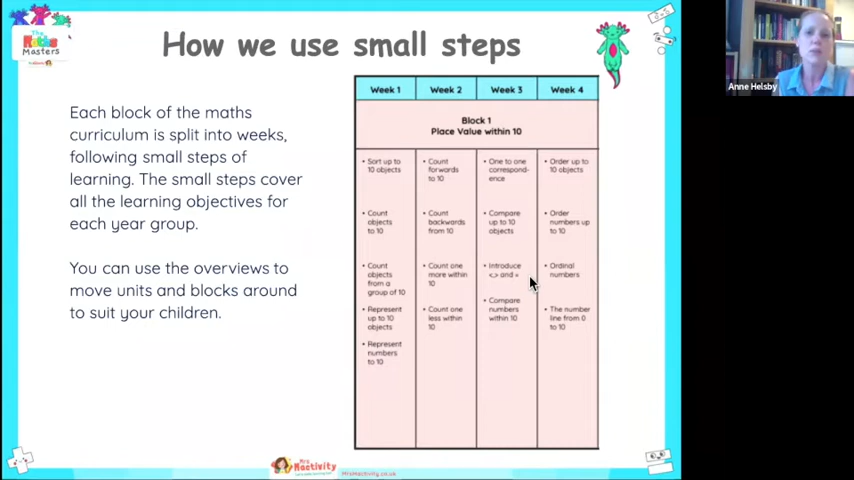 The
Maths
Masters
How we use small steps
Anne Helsby
Each block of the maths
curriculum is split into weeks,
following small steps of
learning. The small steps cover
all the learning objectives for
each year group.
You can use the overviews to
move units and blocks around
to suit your children.
Week 1
Week 2
Week 3
Week 4
Block 1
Place Value within 10
• Sort up to
10 objects
• Count
objects
to 10
• Count
objects
from a
group of 10
• Represent
up to 10
objects
• Represent
numbers
to 10
• Count
forwards
to 10
• Count
backwards
from 10
• Count one
more within
10
• Count one
less within
10
• One to one
correspond-
ence
• Compare
up to 10
objects
• Introduce
<,> and =
• Compare
numbers
within 10
• Order up to
10 objects
• Order
numbers up
to 10
• Ordinal
numbers
• The number
line from 0
to 10
Mrs
Mactivity
MrsMactivity.co.uk